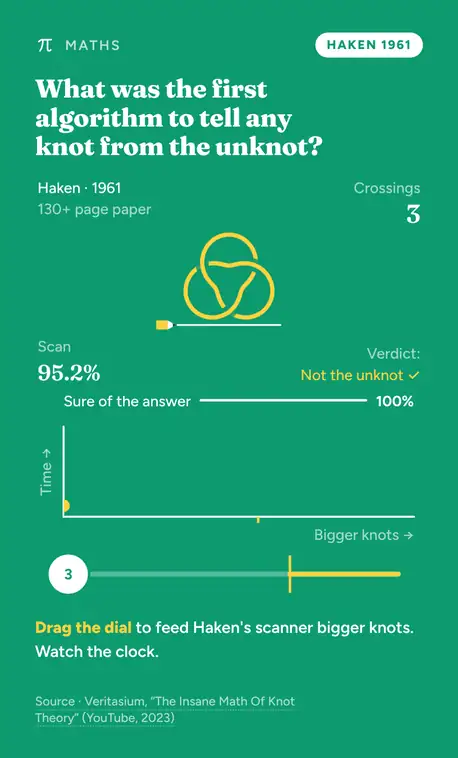 π MATHS
HAKEN 1961
What was the first
algorithm to tell any
knot from the unknot?
Haken · 1961
130+ page paper
Crossings
3
Scan
95.2%
Verdict:
Not the unknot ✓
Sure of the answer
100%
Time →
Bigger knots →
3
Drag the dial to feed Haken's scanner bigger knots.
Watch the clock.
Source · Veritasium, "The Insane Math Of Knot
Theory" (YouTube, 2023)